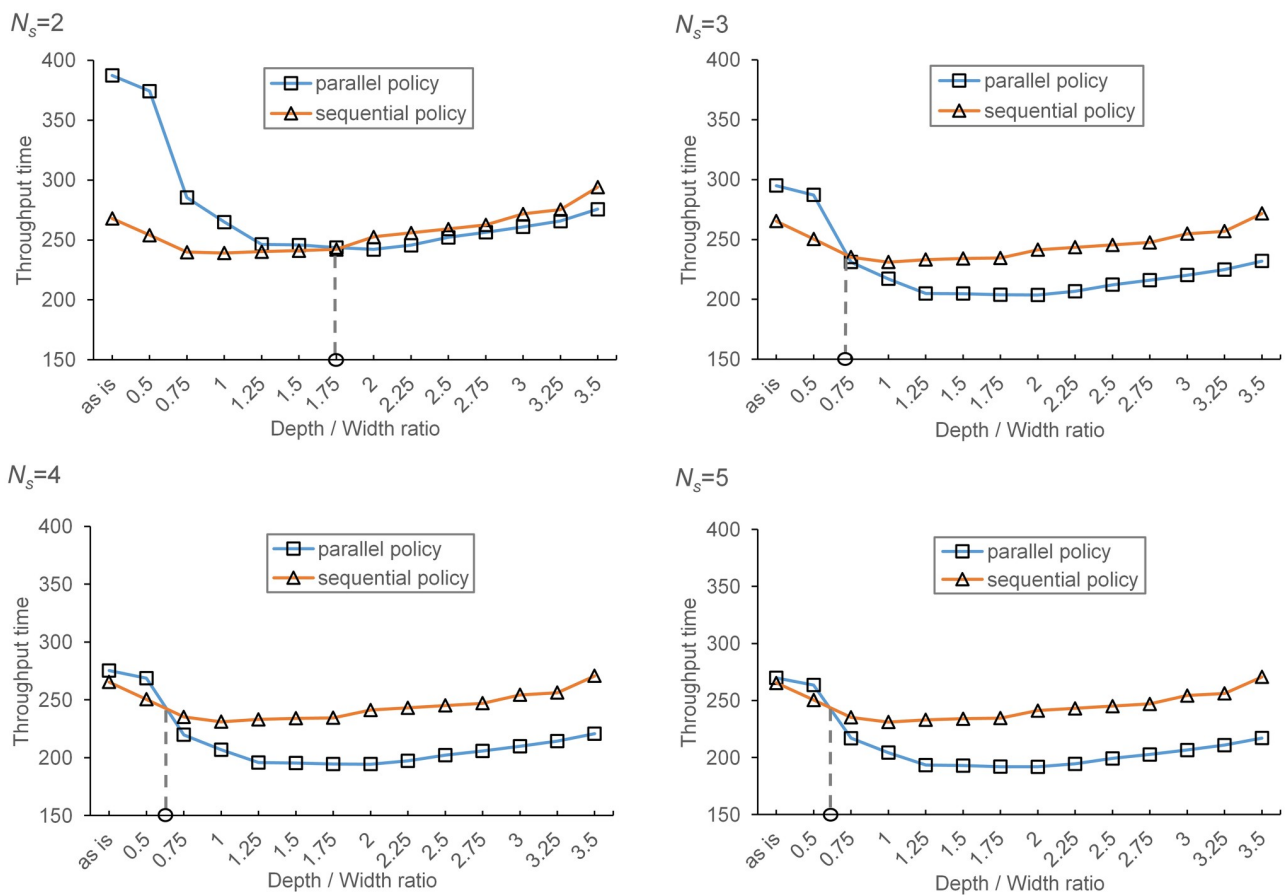 Ns=2
400
350
300
250
200
150
Throughput time
parallel policy
sequential policy
as is 0.5 0.75 1 1.25 1.5 1.75 2 2.25 2.5 2.75 3 3.25 3.5
Depth / Width ratio
Ns=3
400
350
300
250
200
150
Throughput time
parallel policy
sequential policy
as is 0.5 0.75 1 1.25 1.5 1.75 2 2.25 2.5 2.75 3 3.25 3.5
Depth / Width ratio
Ns=4
400
350
300
250
200
150
Throughput time
parallel policy
sequential policy
as is 0.5 0.75 1 1.25 1.5 1.75 2 2.25 2.5 2.75 3 3.25 3.5
Depth / Width ratio
Ns=5
400
350
300
250
200
150
Throughput time
parallel policy
sequential policy
as is 0.5 0.75 1 1.25 1.5 1.75 2 2.25 2.5 2.75 3 3.25 3.5
Depth / Width ratio